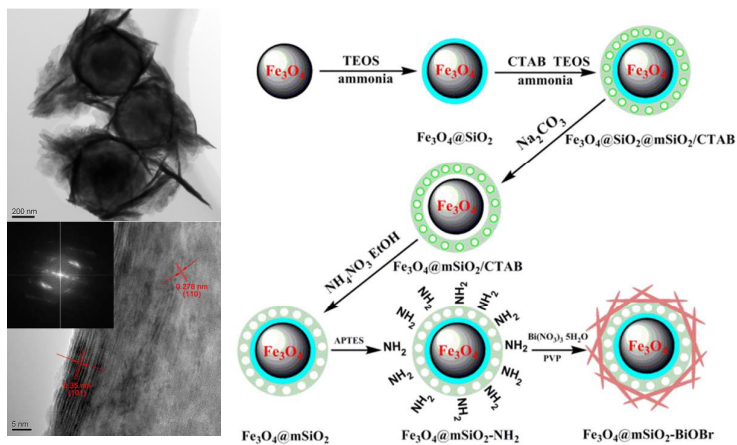 200 nm
0.278 nm
(110)
0.35 nm
(101)
5 nm
Fe₃O₄
TEOS
ammonia
Fe₃O₄
Fe₃O₄@SiO₂
CTAB TEOS
ammonia
Fe₃O₄
Fe₃O₄@SiO₂@mSiO₂/CTAB
Na₂CO₃
Fe₃O₄
Fe₃O₄@mSiO₂/CTAB
NH₄NO₃ EtOH
Fe₃O₄
Fe₃O₄@mSiO₂
APTES
NH₂
NH₂
NH₂
NH₂
NH₂
NH₂
NH₂
NH₂
NH₂
NH₂
NH₂
NH₂
Fe₃O₄
Fe₃O₄@mSiO₂-NH₂
Bi(NO₃)₃ 5H₂O
PVP
Fe₃O₄
Fe₃O₄@mSiO₂-BiOBr